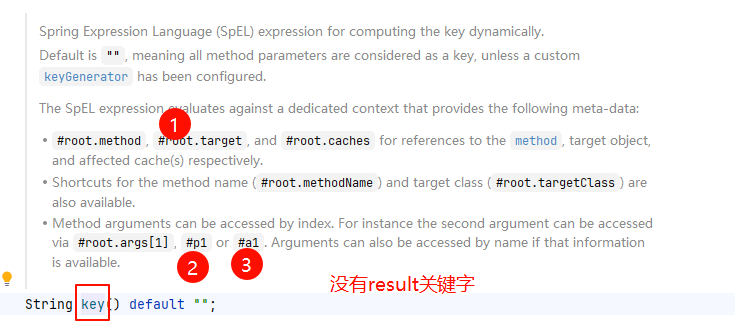 Spring Expression Language (SpEL) expression for computing the key dynamically.
Default is "", meaning all method parameters are considered as a key, unless a custom
keyGenerator has been configured.
The SpEL expression evaluates against a dedicated context that provides the following meta-data:
• #root.method, #root.target, and #root.caches for references to the method, target object,
and affected cache(s) respectively.
1
• Shortcuts for the method name (#root.methodName) and target class (#root.targetClass) are
also available.
• Method arguments can be accessed by index. For instance the second argument can be accessed
via #root.args[1], #p1 or #a1. Arguments can also be accessed by name if that information
is available.
2
3
没有result关键字
String key() default "";